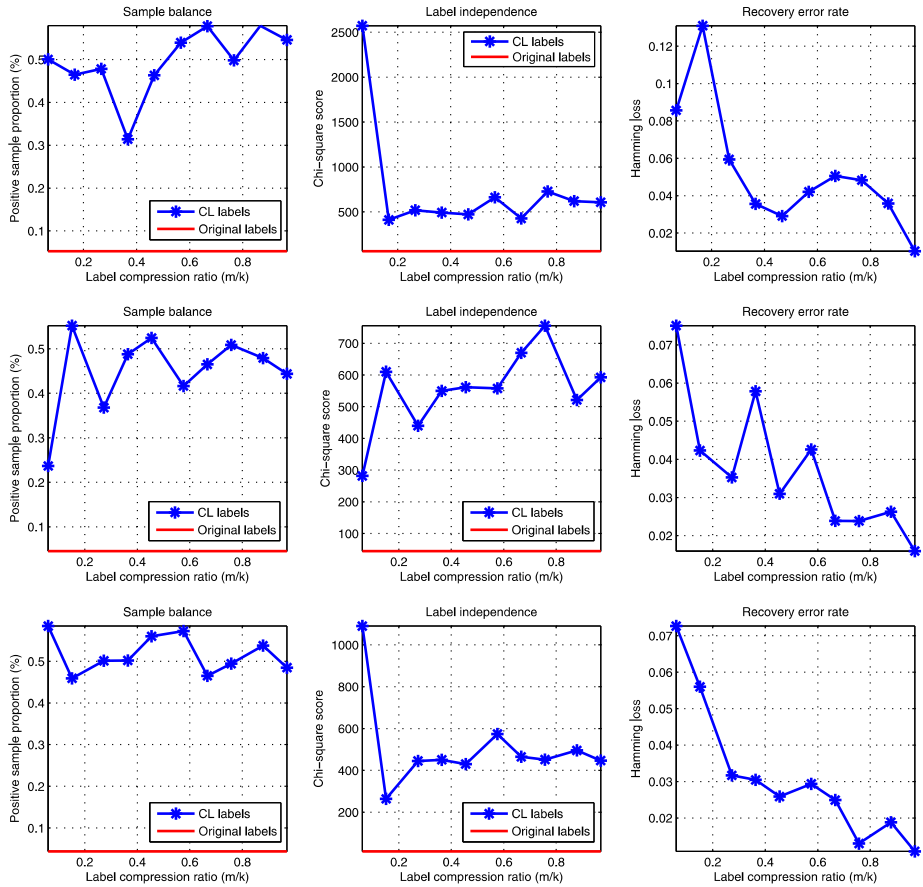 Sample balance
Positive sample proportion (%)
0.5
0.4
0.3
0.2
0.1
CL labels
Original labels
0.2 0.4 0.6 0.8
Label compression ratio (m/k)
Label independence
Chi−square score
2500
2000
1500
1000
500
CL labels
Original labels
0.2 0.4 0.6 0.8
Label compression ratio (m/k)
Recovery error rate
Hamming loss
0.12
0.1
0.08
0.06
0.04
0.02
0.2 0.4 0.6 0.8
Label compression ratio (m/k)
Sample balance
Positive sample proportion (%)
0.5
0.4
0.3
0.2
0.1
CL labels
Original labels
0.2 0.4 0.6 0.8
Label compression ratio (m/k)
Label independence
Chi−square score
700
600
500
400
300
200
100
CL labels
Original labels
0.2 0.4 0.6 0.8
Label compression ratio (m/k)
Recovery error rate
Hamming loss
0.07
0.06
0.05
0.04
0.03
0.02
0.2 0.4 0.6 0.8
Label compression ratio (m/k)
Sample balance
Positive sample proportion (%)
0.5
0.4
0.3
0.2
0.1
CL labels
Original labels
0.2 0.4 0.6 0.8
Label compression ratio (m/k)
Label independence
Chi−square score
1000
800
600
400
200
CL labels
Original labels
0.2 0.4 0.6 0.8
Label compression ratio (m/k)
Recovery error rate
Hamming loss
0.07
0.06
0.05
0.04
0.03
0.02
0.2 0.4 0.6 0.8
Label compression ratio (m/k)